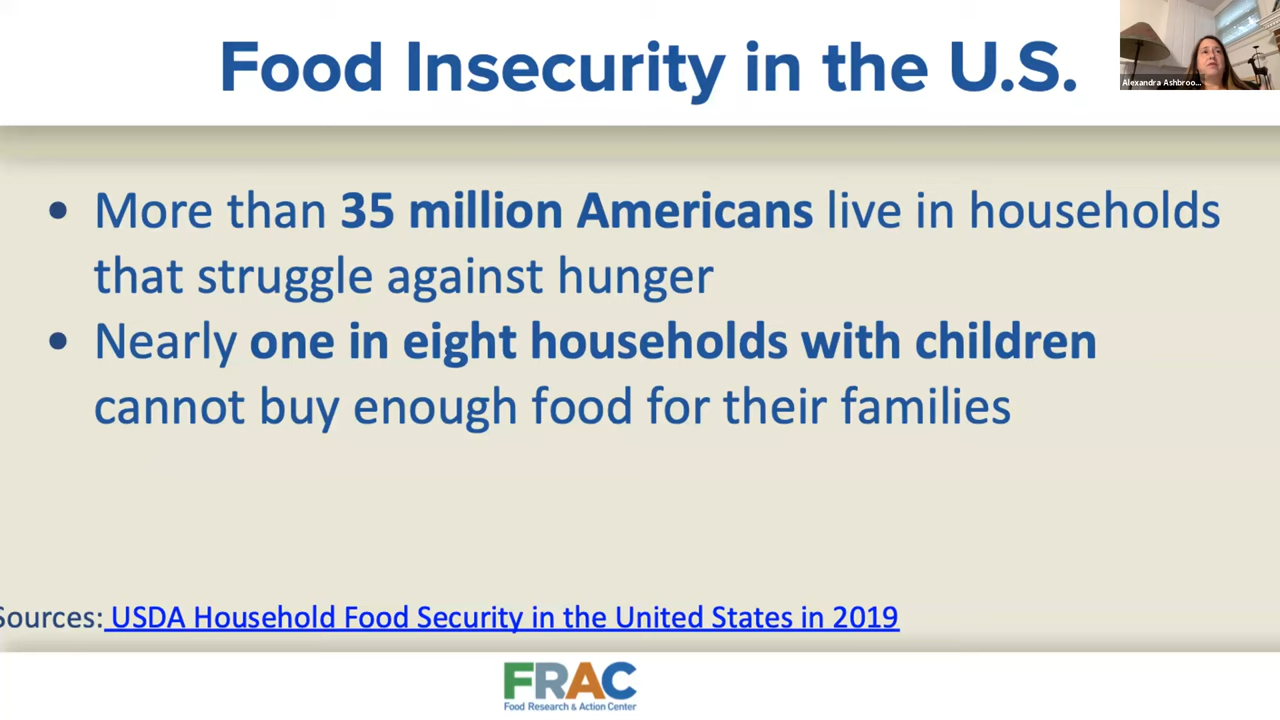 Food Insecurity in the U.S.
Alexandra Ashbroo...
• More than 35 million Americans live in households
that struggle against hunger
• Nearly one in eight households with children
cannot buy enough food for their families
Sources: USDA Household Food Security in the United States in 2019
FRAC
Food Research & Action Center